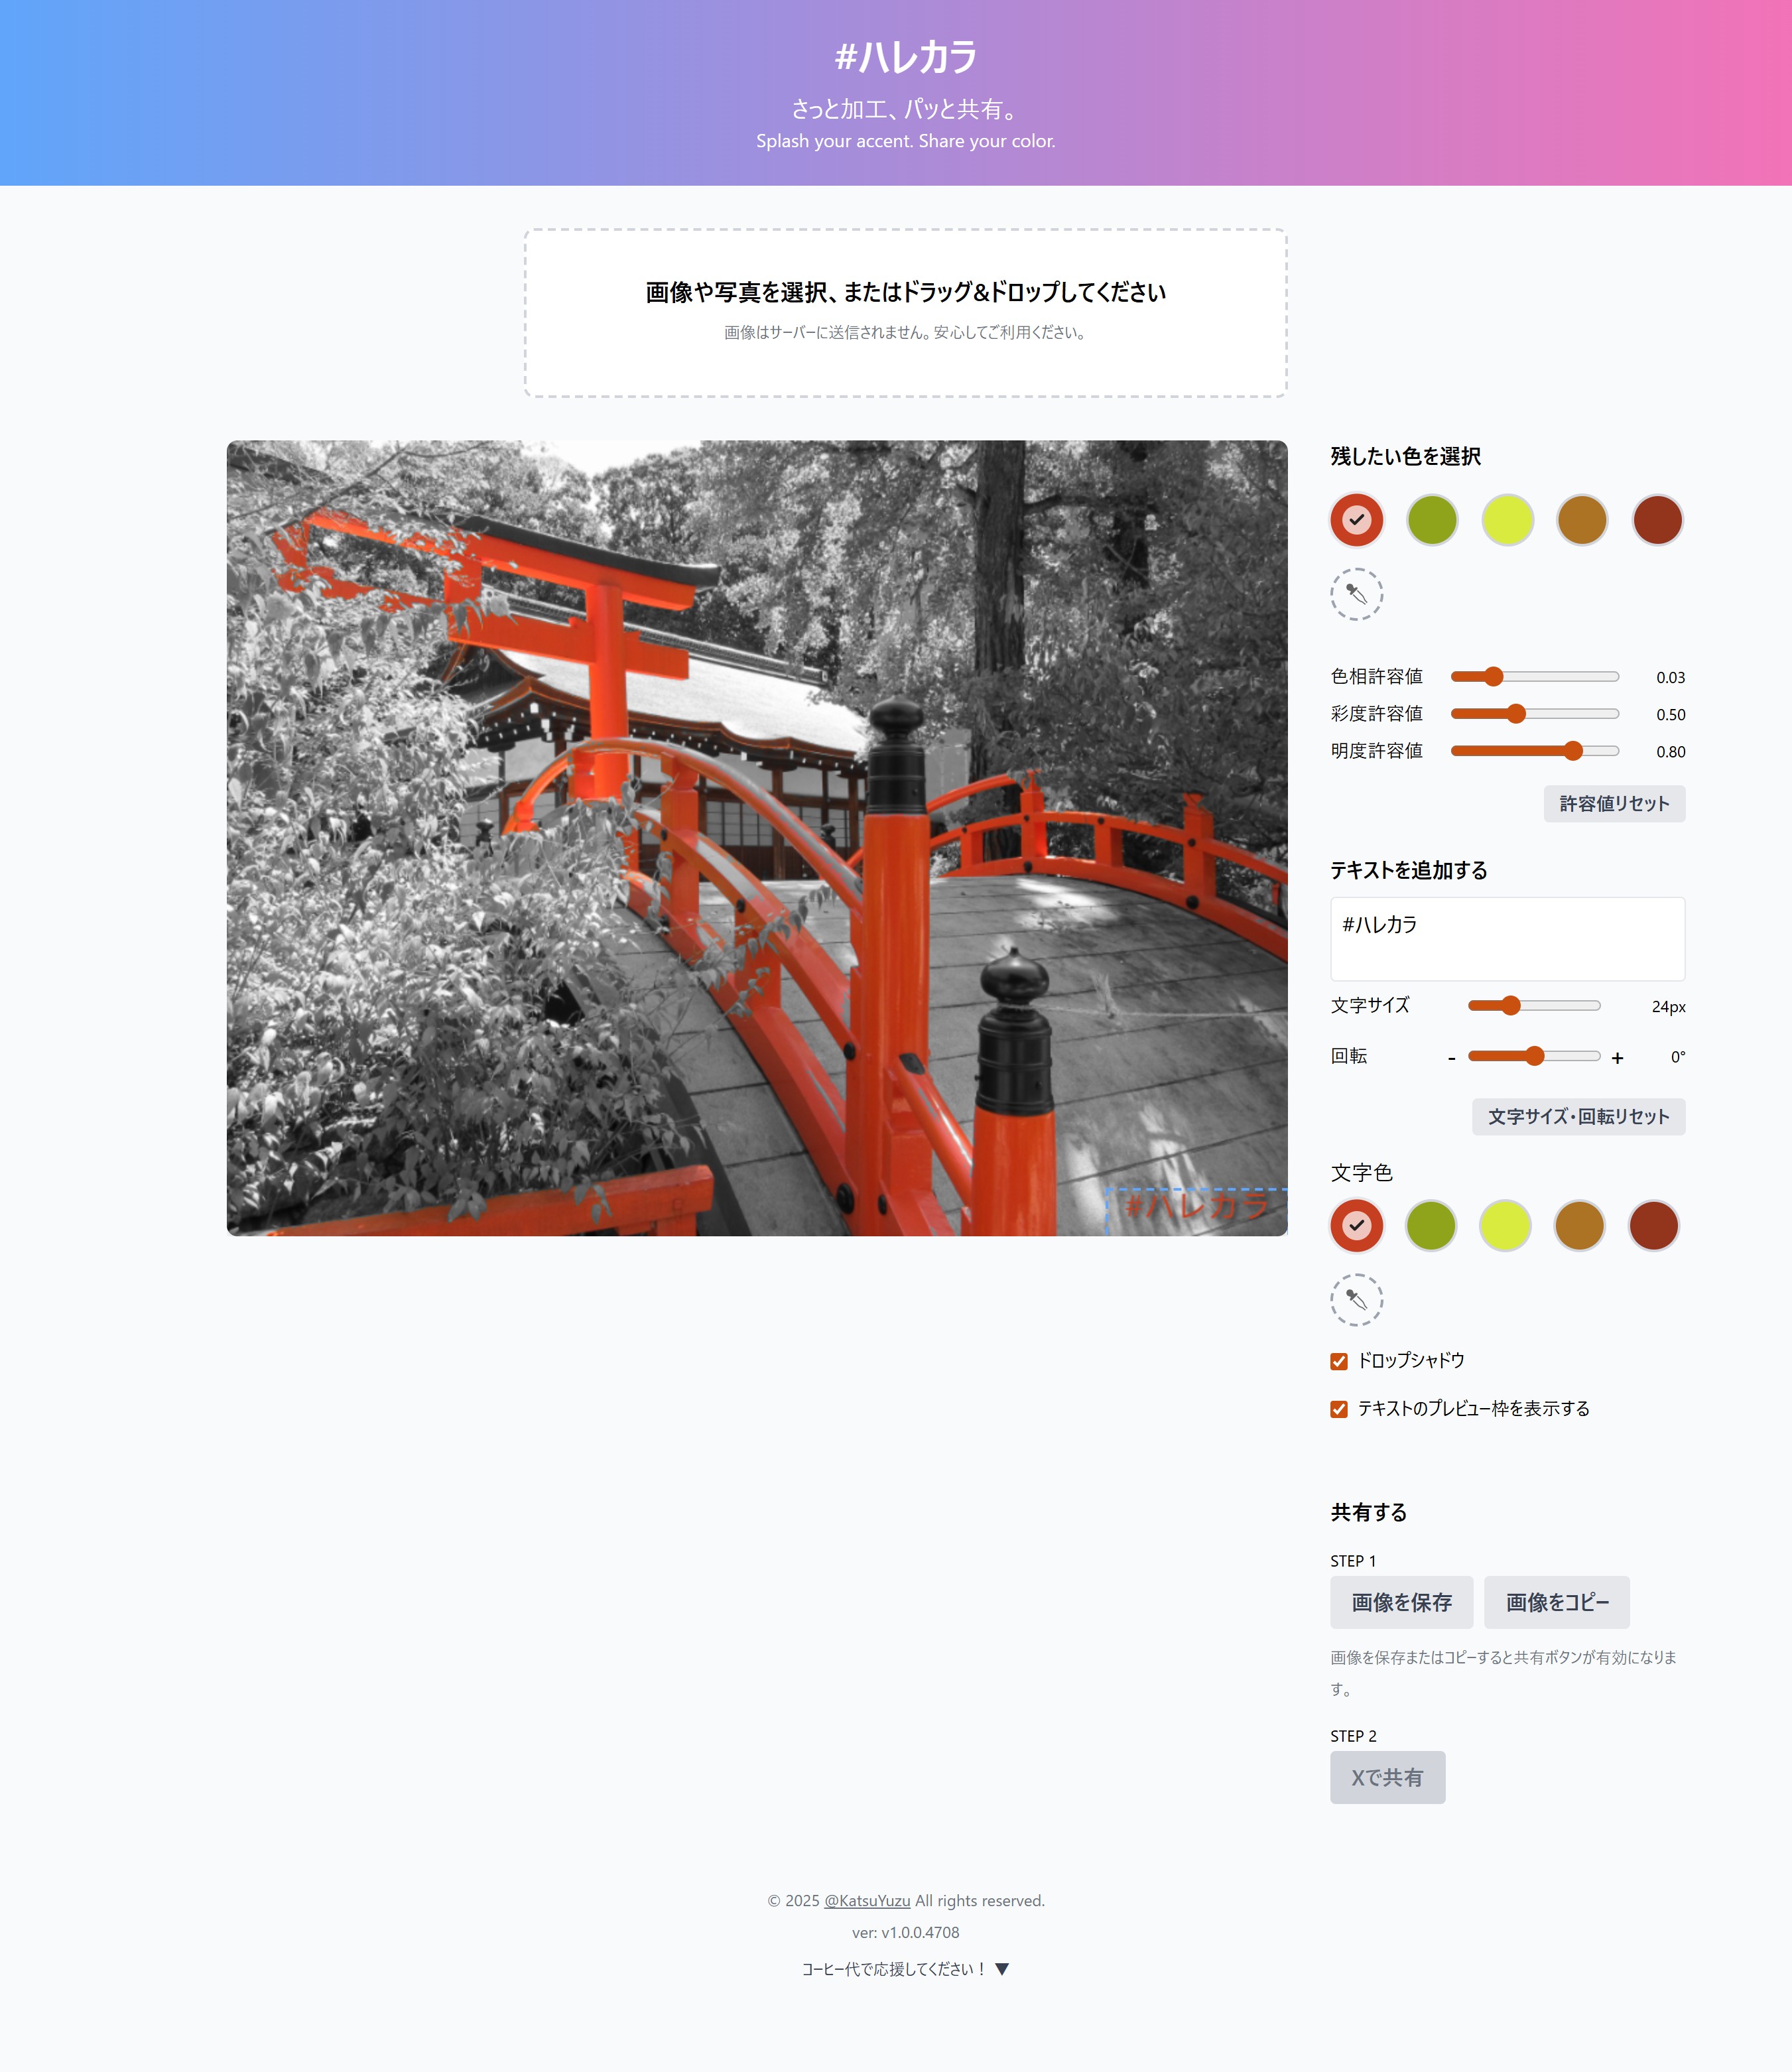 #ハレカラ
さっと加工、パッと共有。
Splash your accent. Share your color.
画像や写真を選択、またはドラッグ&ドロップしてください
画像はサーバーに送信されません。安心してご利用ください。
残したい色を選択
色相許容値 0.03
彩度許容値 0.50
明度許容値 0.80
許容値リセット
テキストを追加する
#ハレカラ
文字サイズ 24px
回転 - + 0°
文字サイズ・回転リセット
#ハレカラ
文字色
ドロップシャドウ
テキストのプレビュー枠を表示する
共有する
STEP 1
画像を保存 画像をコピー
画像を保存またはコピーすると共有ボタンが有効になりま
す。
STEP 2
Xで共有
© 2025 @KatsuYuzu All rights reserved.
ver: v1.0.0.4708
コーヒー代で応援してください！ ▼